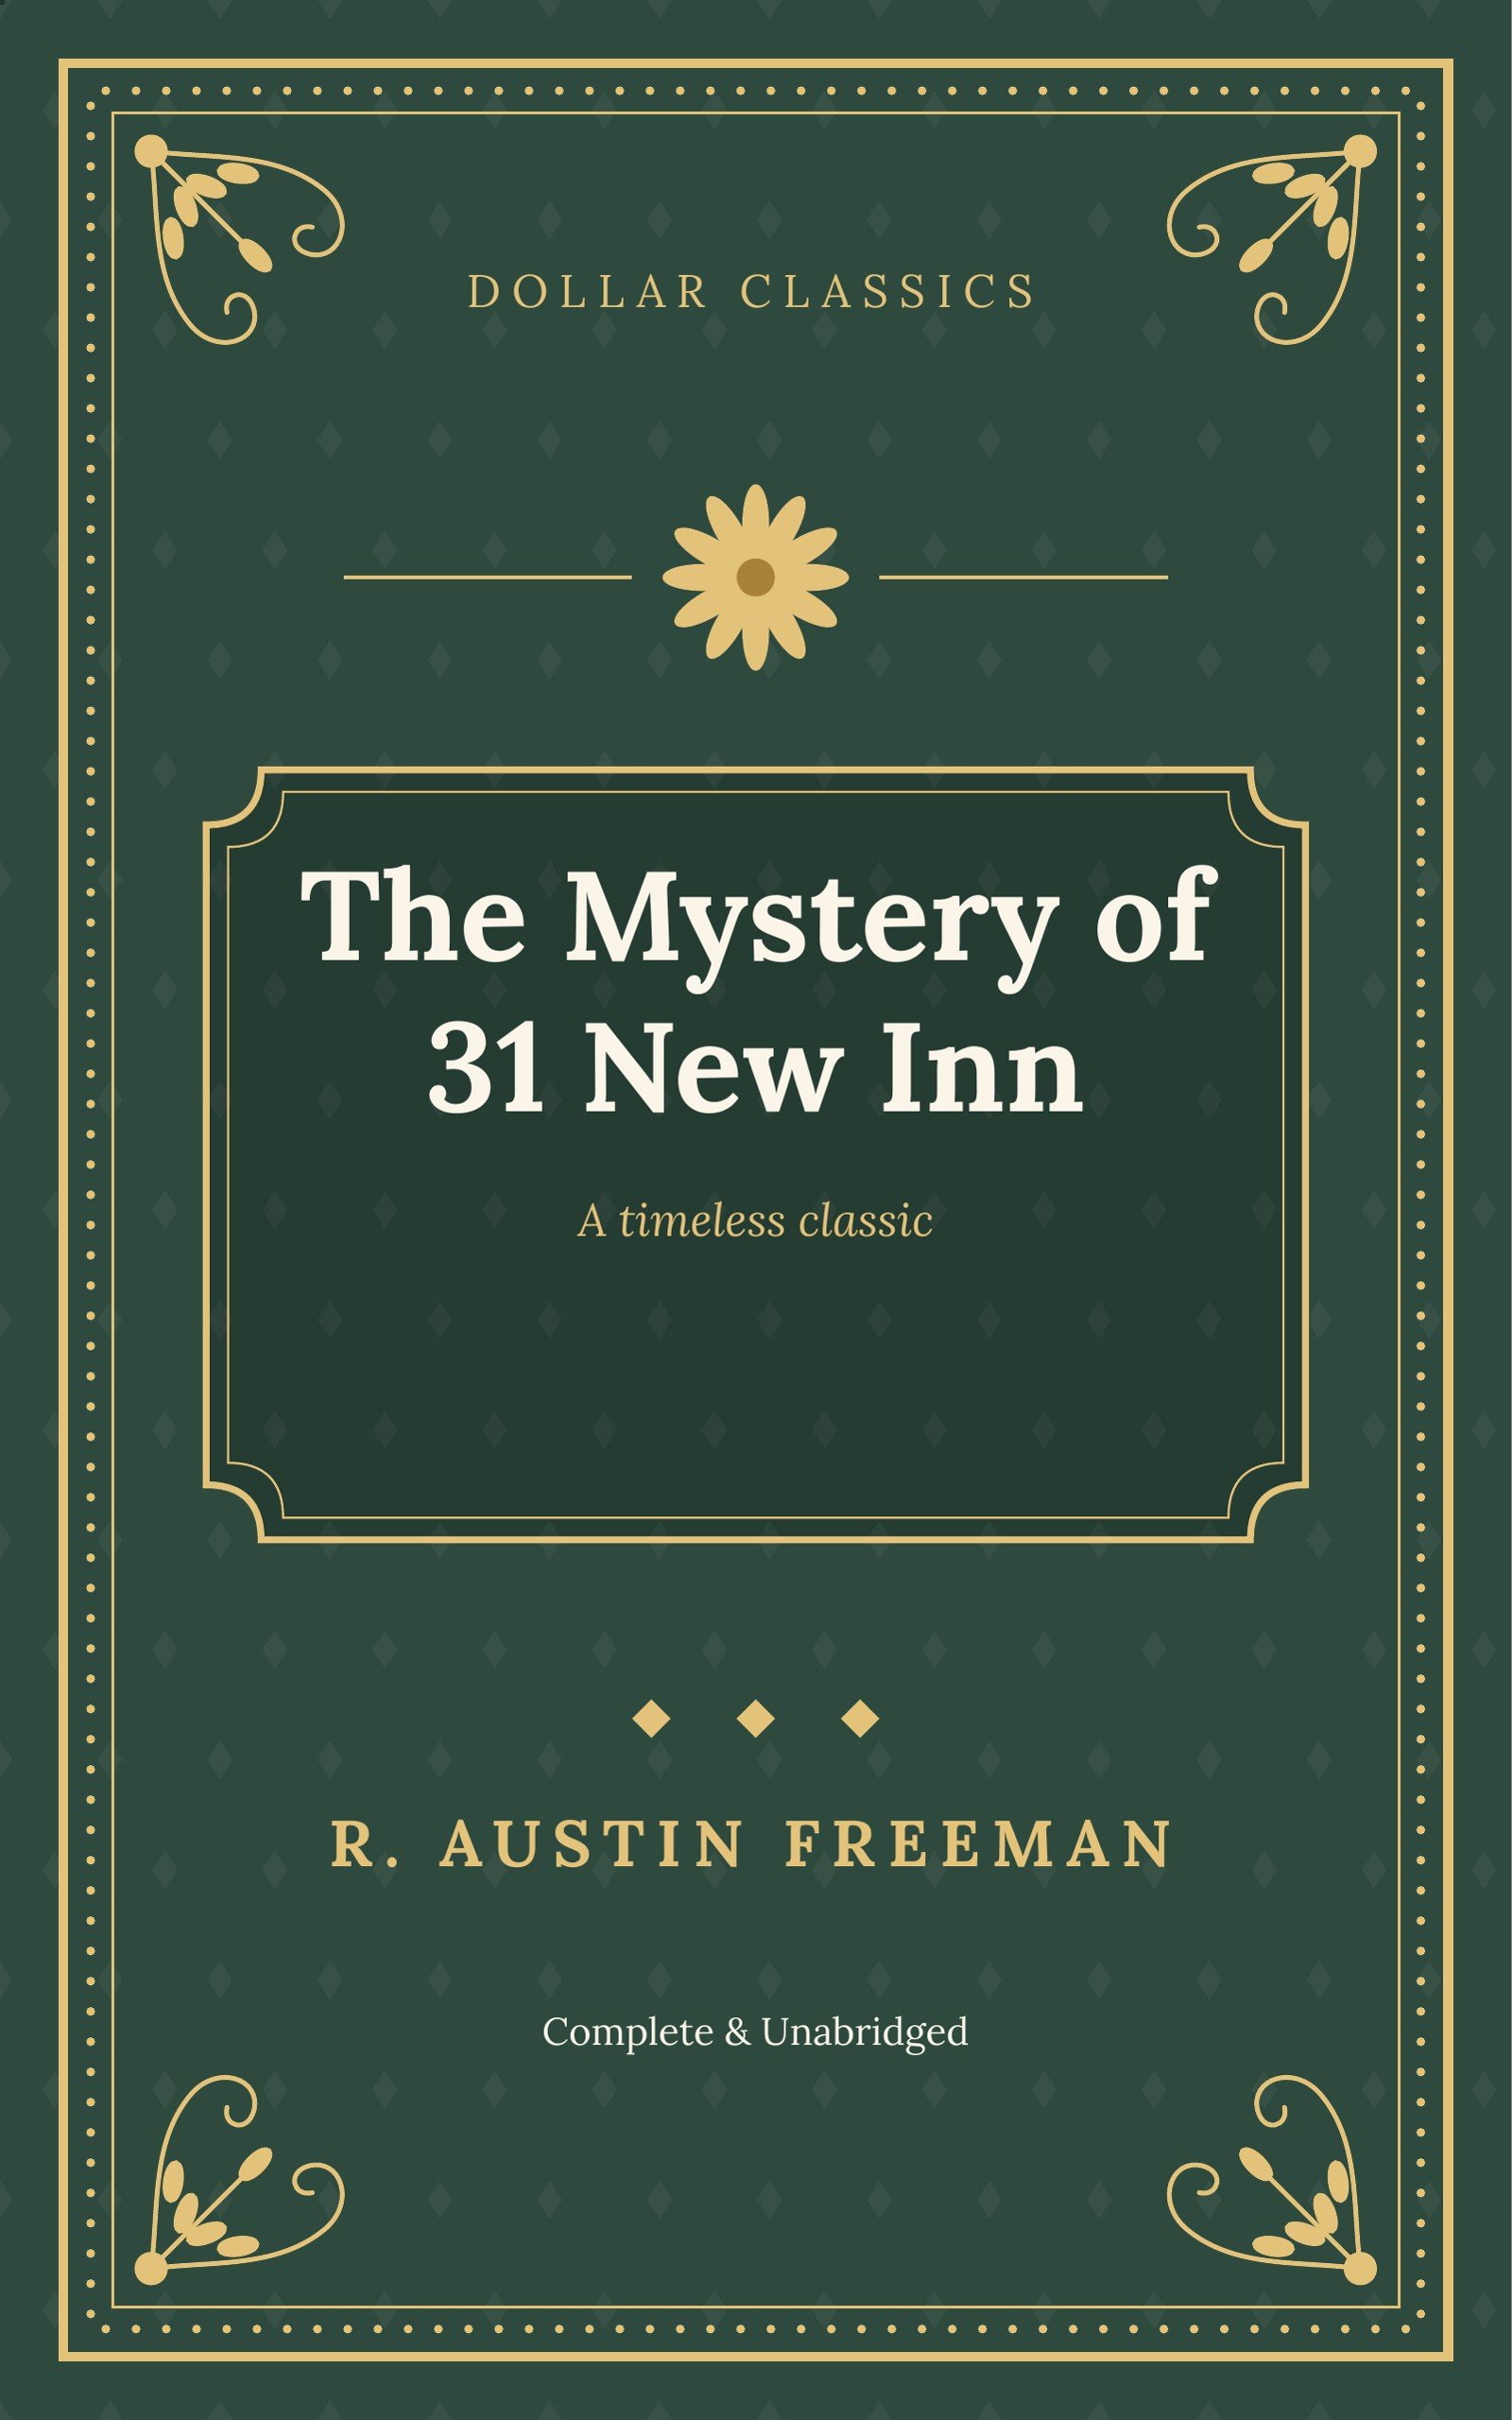 DOLLAR CLASSICS
The Mystery of
31 New Inn
A timeless classic
R. AUSTIN FREEMAN
Complete & Unabridged